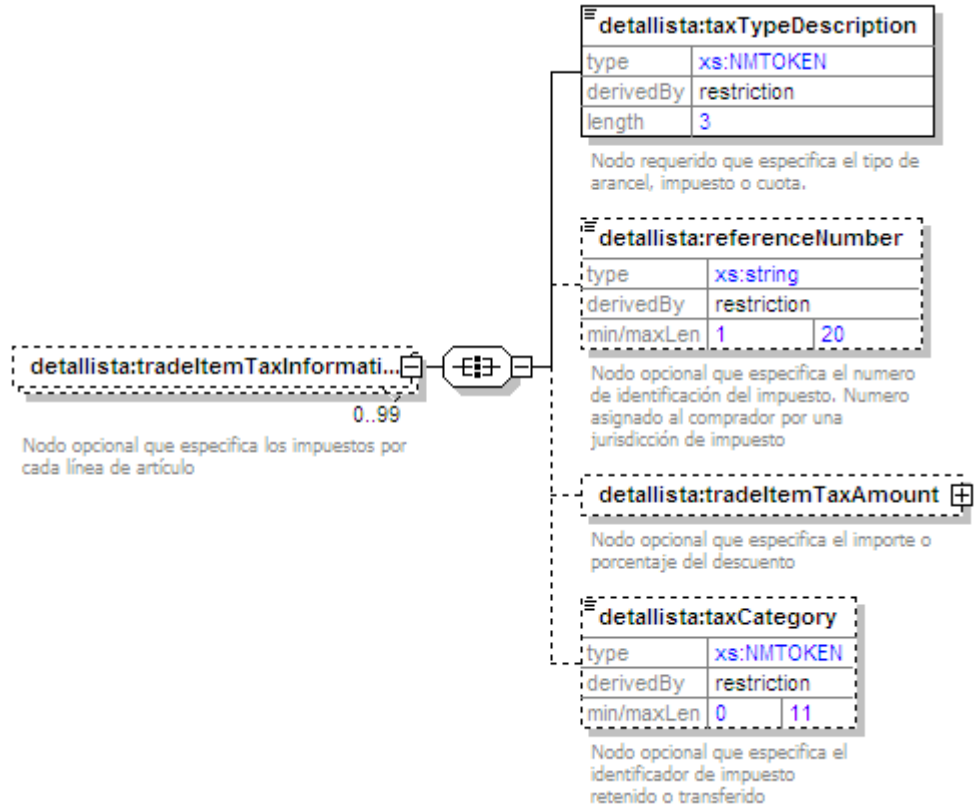 detallista:taxTypeDescription
type xs:NMTOKEN
derivedBy restriction
length 3
Nodo requerido que especifica el tipo de
arancel, impuesto o cuota.
detallista:referenceNumber
type xs:string
derivedBy restriction
min/maxLen 1 20
Nodo opcional que especifica el numero
de identificación del impuesto. Numero
asignado al comprador por una
jurisdicción de impuesto
detallista:tradeItemTaxInformati...
0..99
Nodo opcional que especifica los impuestos por
cada línea de artículo
detallista:tradeItemTaxAmount
Nodo opcional que especifica el importe o
porcentaje del descuento
detallista:taxCategory
type xs:NMTOKEN
derivedBy restriction
min/maxLen 0 11
Nodo opcional que especifica el
identificador de impuesto
retenido o transferido